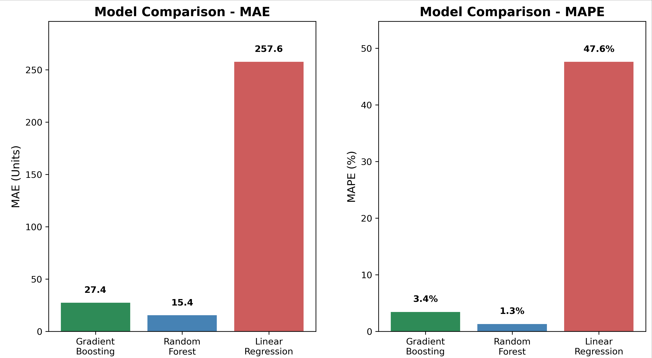 Model Comparison - MAE
MAE (Units)
250
200
150
100
50
0
257.6
27.4
15.4
Gradient
Boosting
Random
Forest
Linear
Regression
Model Comparison - MAPE
MAPE (%)
50
40
30
20
10
0
47.6%
3.4%
1.3%
Gradient
Boosting
Random
Forest
Linear
Regression